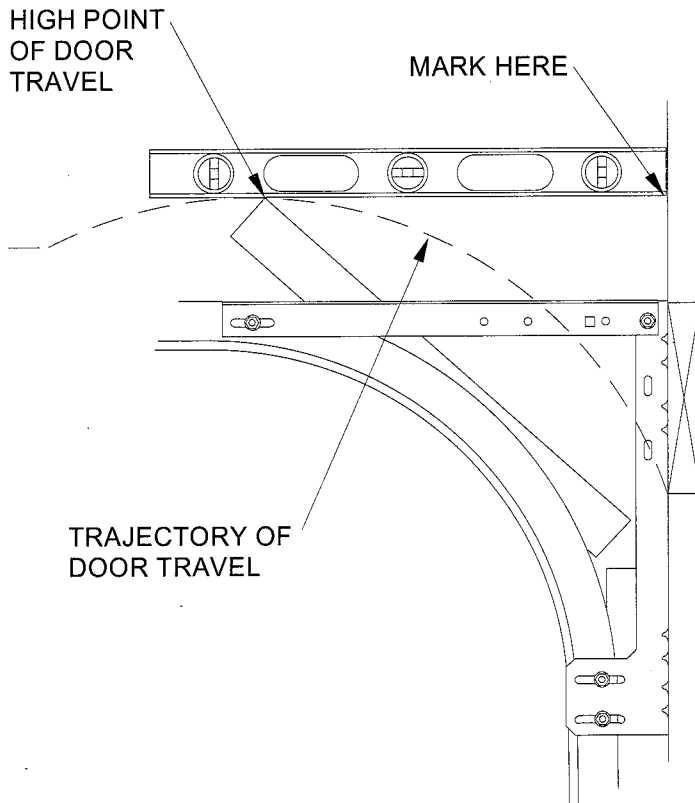 HIGH POINT
OF DOOR
TRAVEL
MARK HERE
TRAJECTORY OF
DOOR TRAVEL